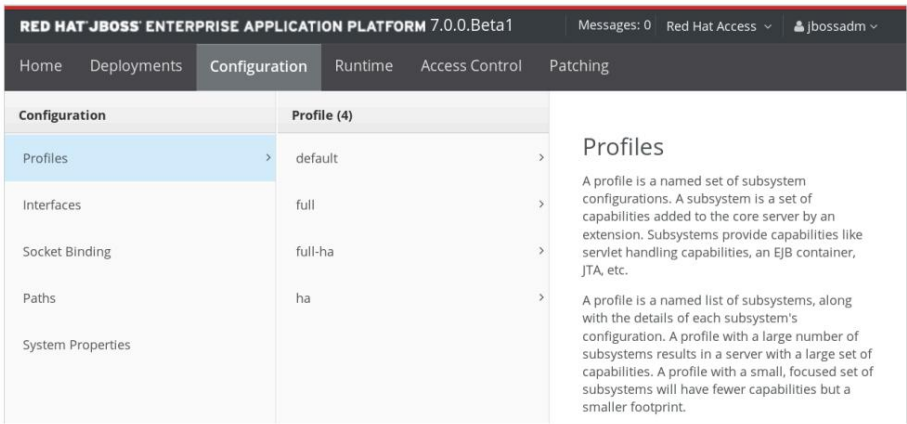 RED HAT JBOSS ENTERPRISE APPLICATION PLATFORM 7.0.0.Beta1 Messages: 0 Red Hat Access jbossadm
Home Deployments Configuration Runtime Access Control Patching
Configuration
Profiles
Interfaces
Socket Binding
Paths
System Properties
Profile (4)
default
full
full-ha
ha
Profiles
A profile is a named set of subsystem
configurations. A subsystem is a set of
capabilities added to the core server by an
extension. Subsystems provide capabilities like
servlet handling capabilities, an EJB container,
JTA, etc.
A profile is a named list of subsystems, along
with the details of each subsystem's
configuration. A profile with a large number of
subsystems results in a server with a large set of
capabilities. A profile with a small, focused set of
subsystems will have fewer capabilities but a
smaller footprint.